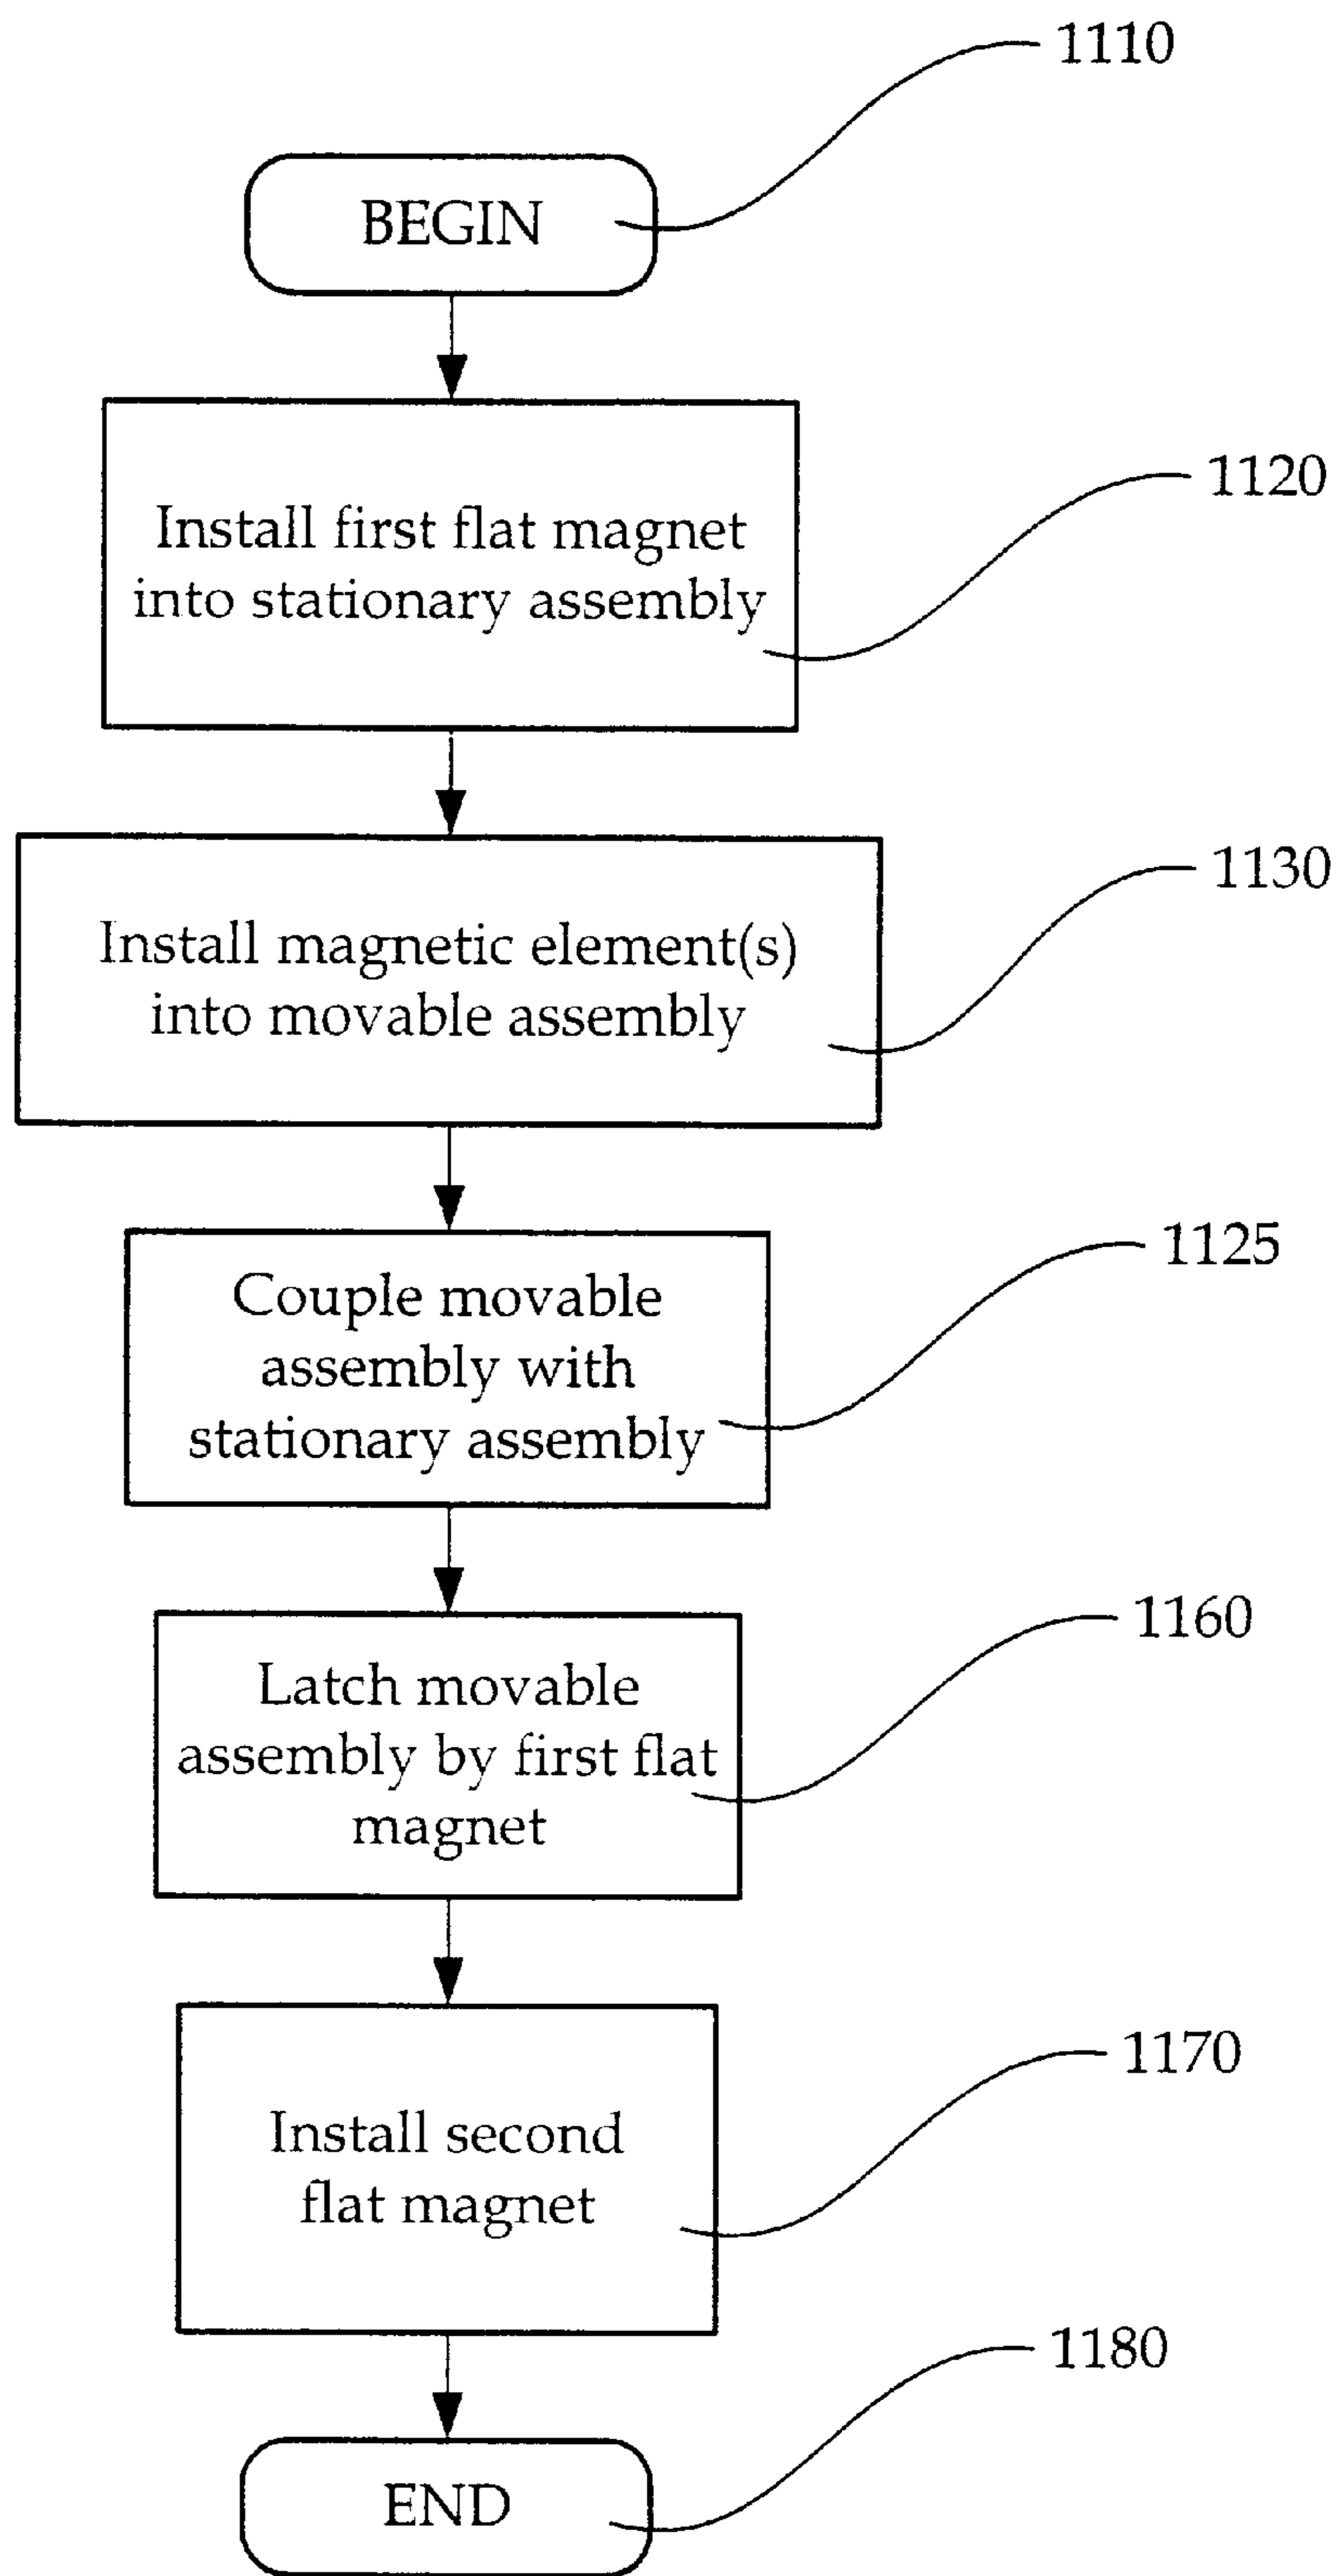 1110
BEGIN
1120
Install first flat magnet
into stationary assembly
1130
Install magnetic element(s)
into movable assembly
1125
Couple movable
assembly with
stationary assembly
1160
Latch movable
assembly by first flat
magnet
1170
Install second
flat magnet
1180
END